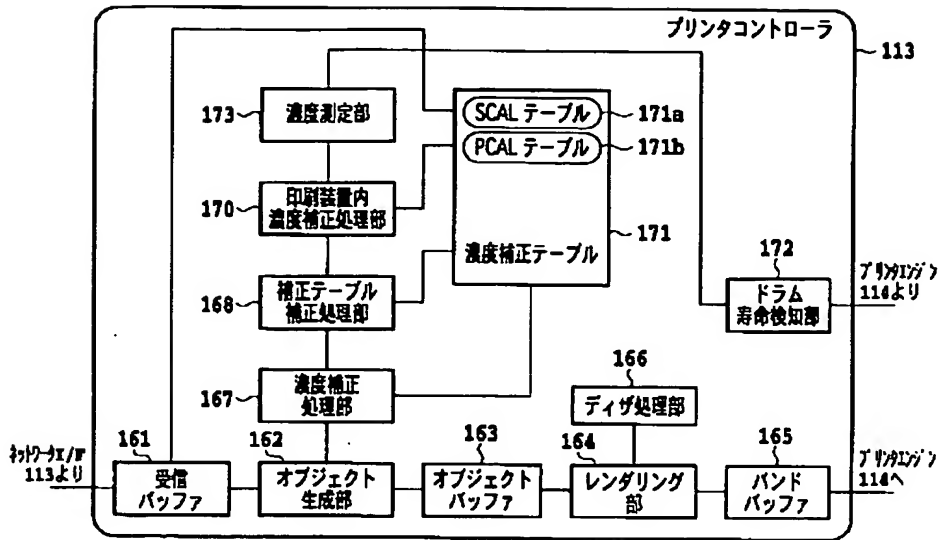 プリンタコントローラ
113
173
濃度測定部
SCAL テーブル
171a
PCAL テーブル
171b
170
印刷装置内
濃度補正処理部
171
濃度補正テーブル
172
プリンタエンジン
114より
168
補正テーブル
補正処理部
ドラム
寿命検知部
167
濃度補正
処理部
166
ディザ処理部
ネットワークI/F
113より
161
受信
バッファ
162
オブジェクト
生成部
163
オブジェクト
バッファ
164
レンダリング
部
165
バンド
バッファ
プリンタエンジン
114へ